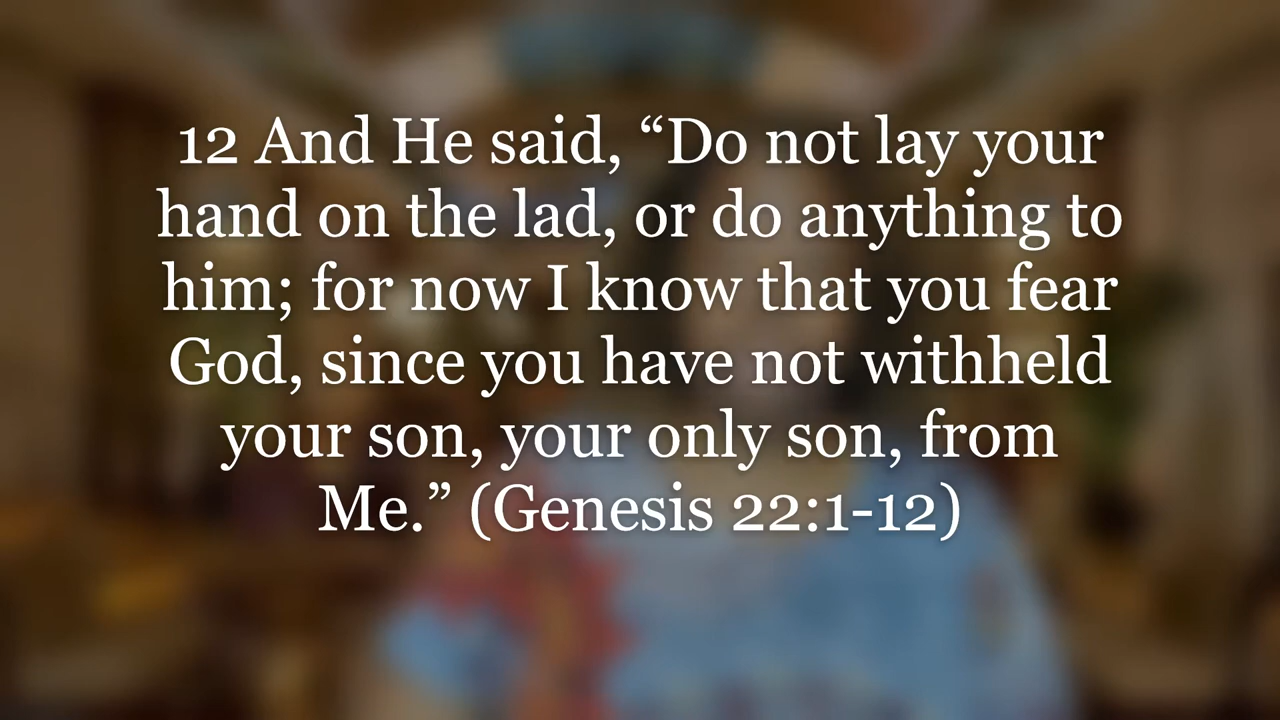 12 And He said, “Do not lay your
hand on the lad, or do anything to
him; for now I know that you fear
God, since you have not withheld
your son, your only son, from
Me.” (Genesis 22:1-12)